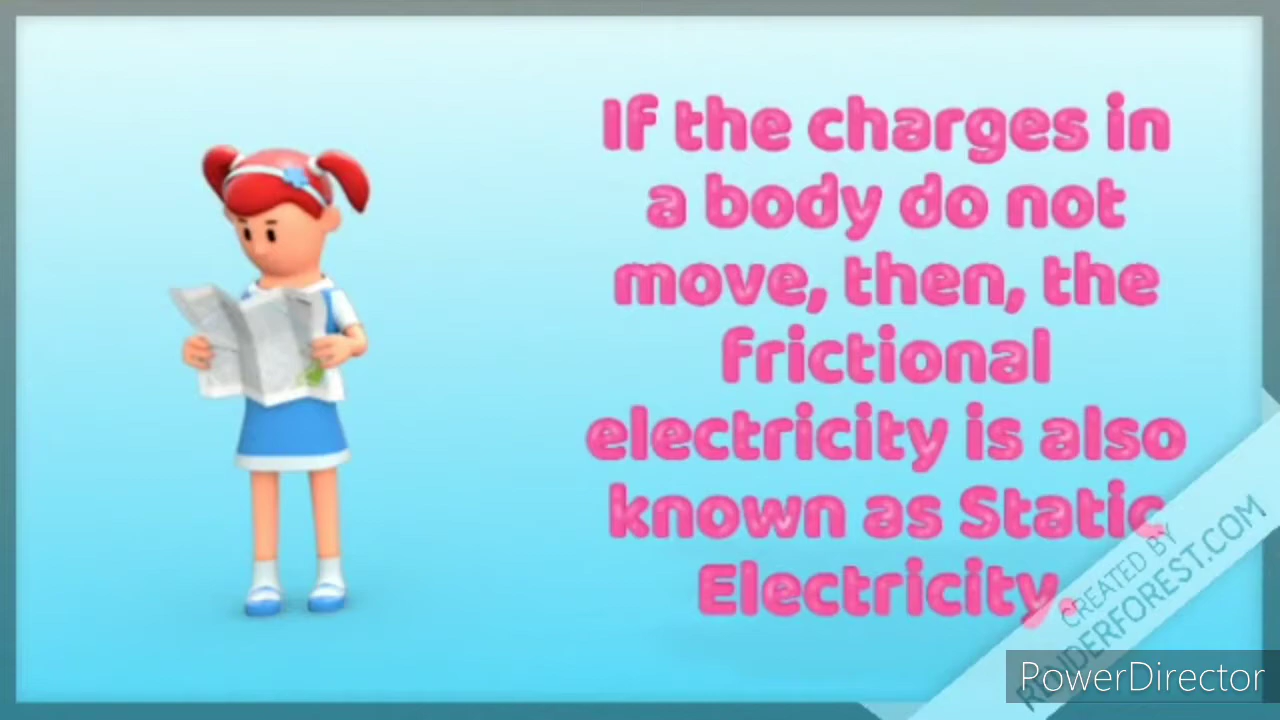 If the charges in
a body do not
move, then, the
frictional
electricity is also
known as Static
Electricity.
CREATED BY
RENDERFOREST.COM
PowerDirector